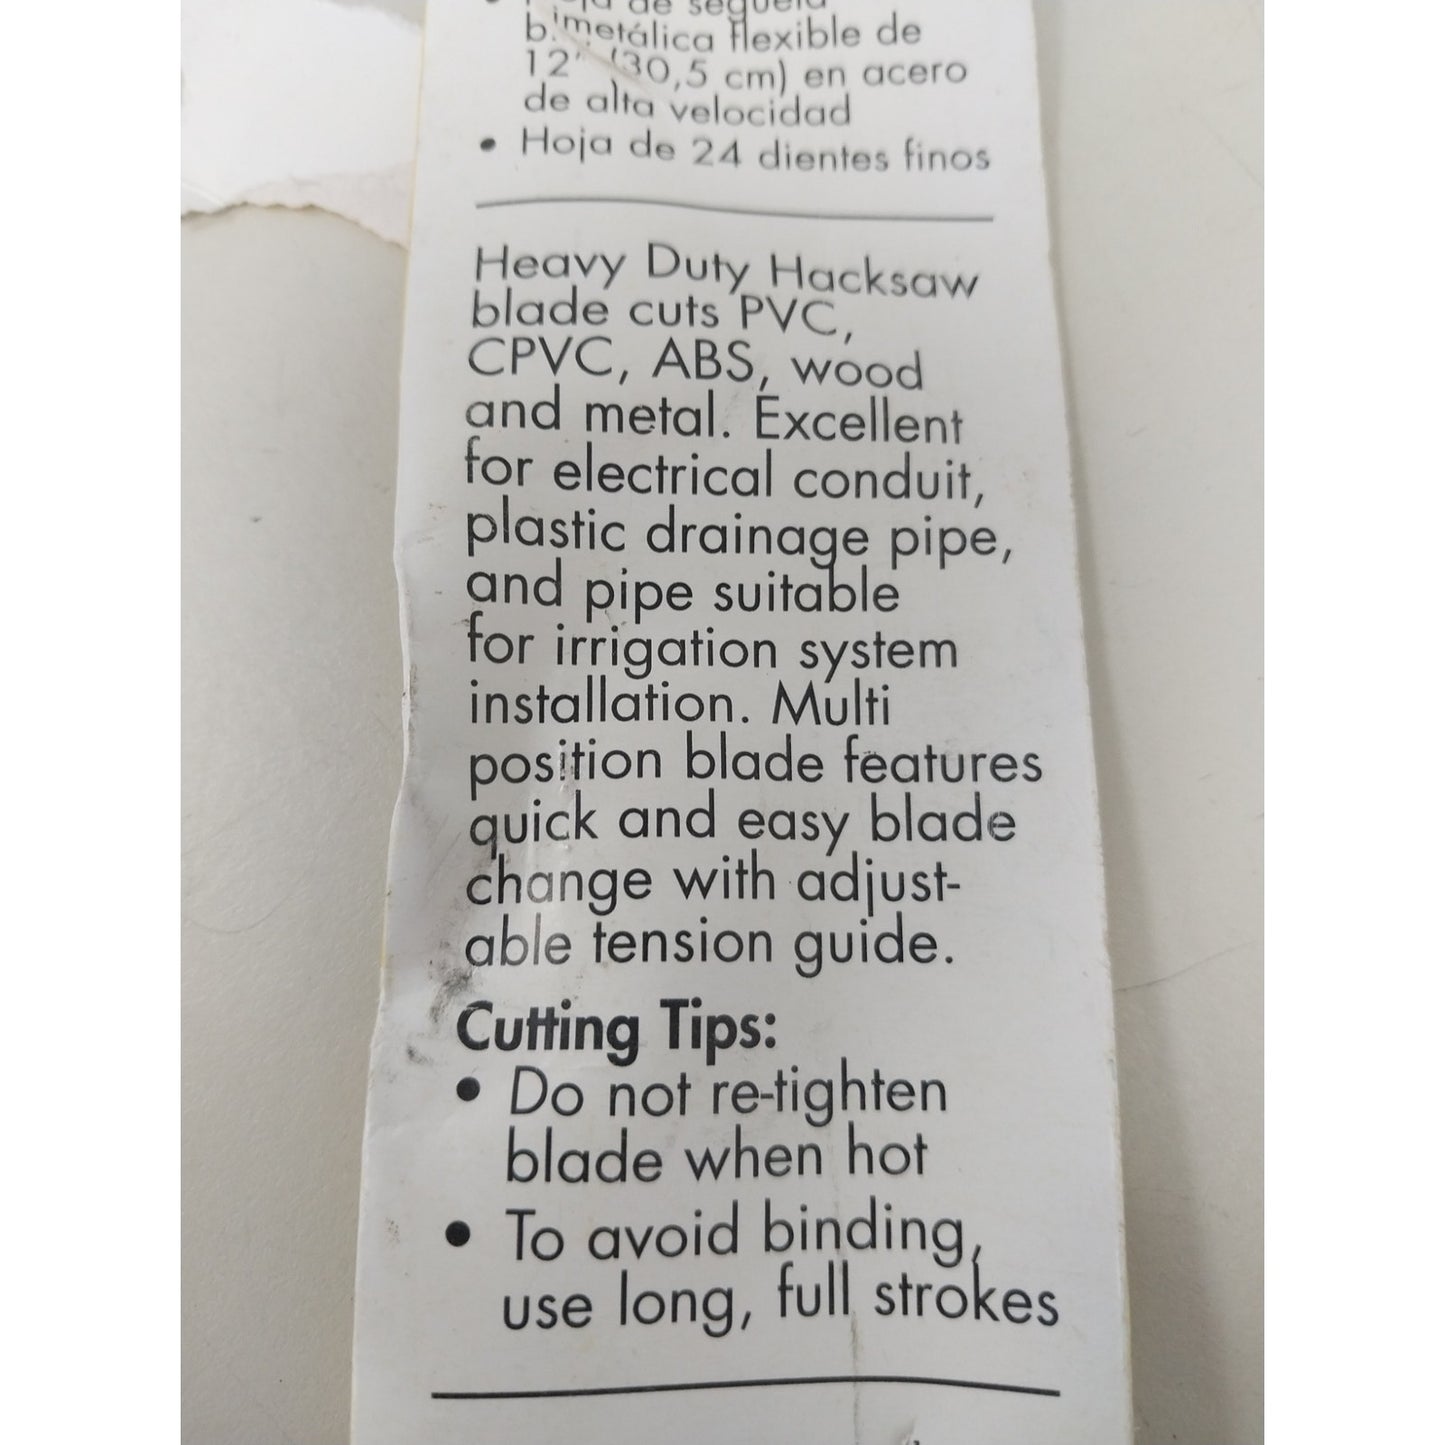 de segueta
bimetálica flexible de
12" (30,5 cm) en acero
de alta velocidad
• Hoja de 24 dientes finos
Heavy Duty Hacksaw
blade cuts PVC,
CPVC, ABS, wood
and metal. Excellent
for electrical conduit,
plastic drainage pipe,
and pipe suitable
for irrigation system
installation. Multi
position blade features
quick and easy blade
change with adjust-
able tension guide.
Cutting Tips:
• Do not re-tighten
blade when hot
• To avoid binding,
use long, full strokes